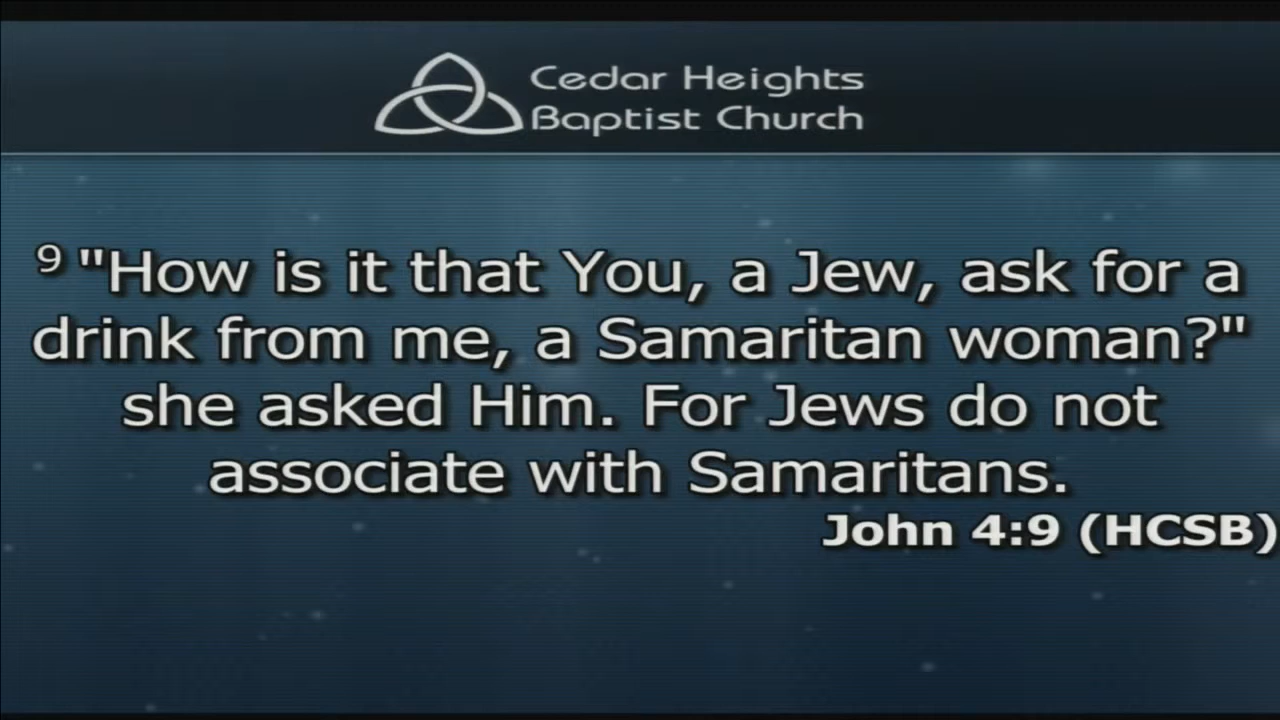 Cedar Heights
Baptist Church
9 "How is it that You, a Jew, ask for a
drink from me, a Samaritan woman?"
she asked Him. For Jews do not
associate with Samaritans.
John 4:9 (HCSB)